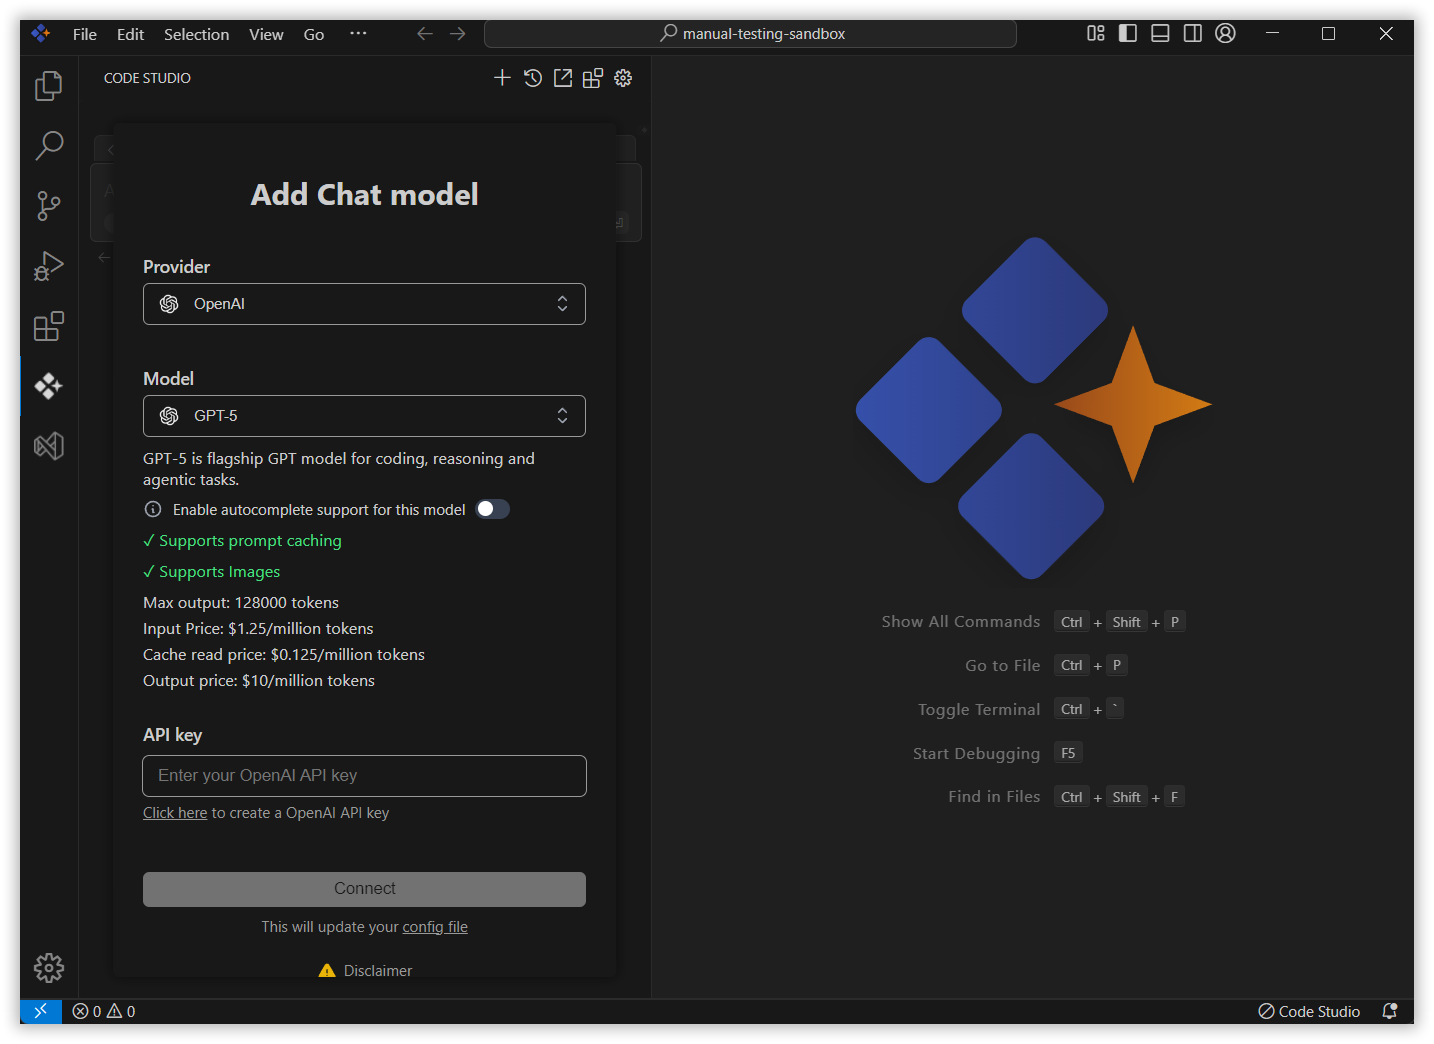 File Edit Selection View Go ···
manual-testing-sandbox
CODE STUDIO
Add Chat model
Provider
OpenAI
Model
GPT-5
GPT-5 is flagship GPT model for coding, reasoning and
agentic tasks.
Enable autocomplete support for this model
✓ Supports prompt caching
✓ Supports Images
Max output: 128000 tokens
Input Price: $1.25/million tokens
Cache read price: $0.125/million tokens
Output price: $10/million tokens
API key
Enter your OpenAI API key
Click here to create a OpenAI API key
Connect
This will update your config file
Disclaimer
Show All Commands Ctrl + Shift + P
Go to File Ctrl + P
Toggle Terminal Ctrl + `
Start Debugging F5
Find in Files Ctrl + Shift + F
0 0
Code Studio